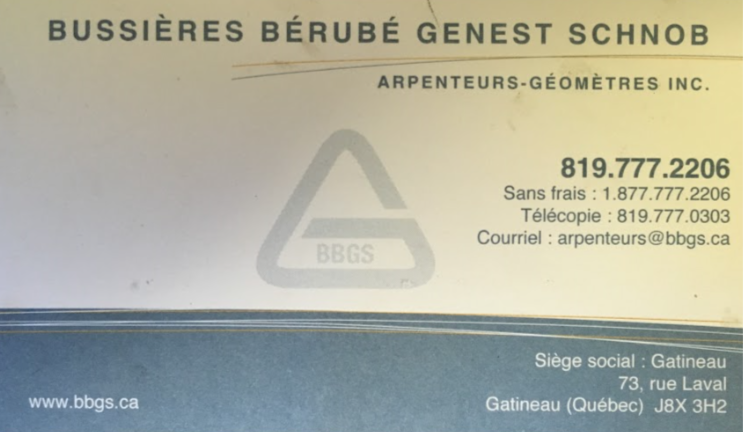 BUSSIÈRES BÉRUBÉ GENEST SCHNOB
ARPENTEURS-GÉOMÈTRES INC.
819.777.2206
Sans frais : 1.877.777.2206
Télécopie : 819.777.0303
Courriel : arpenteurs@bbgs.ca
BBGS
Siège social : Gatineau
73, rue Laval
Gatineau (Québec) J8X 3H2
www.bbgs.ca